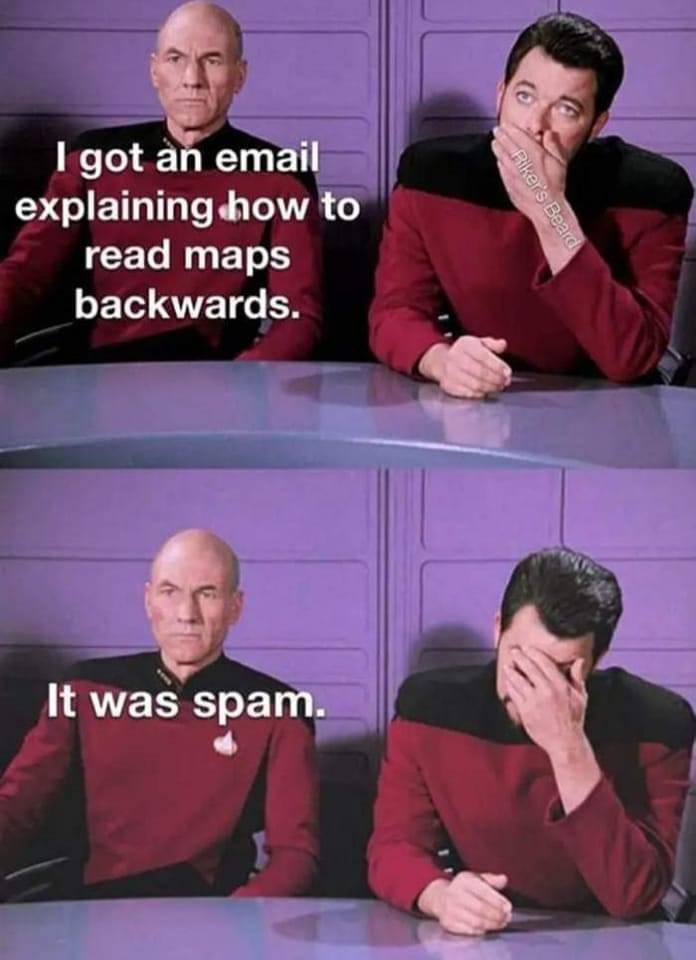 I got an email
explaining how to
read maps
backwards.
Riker's Beard
It was spam.